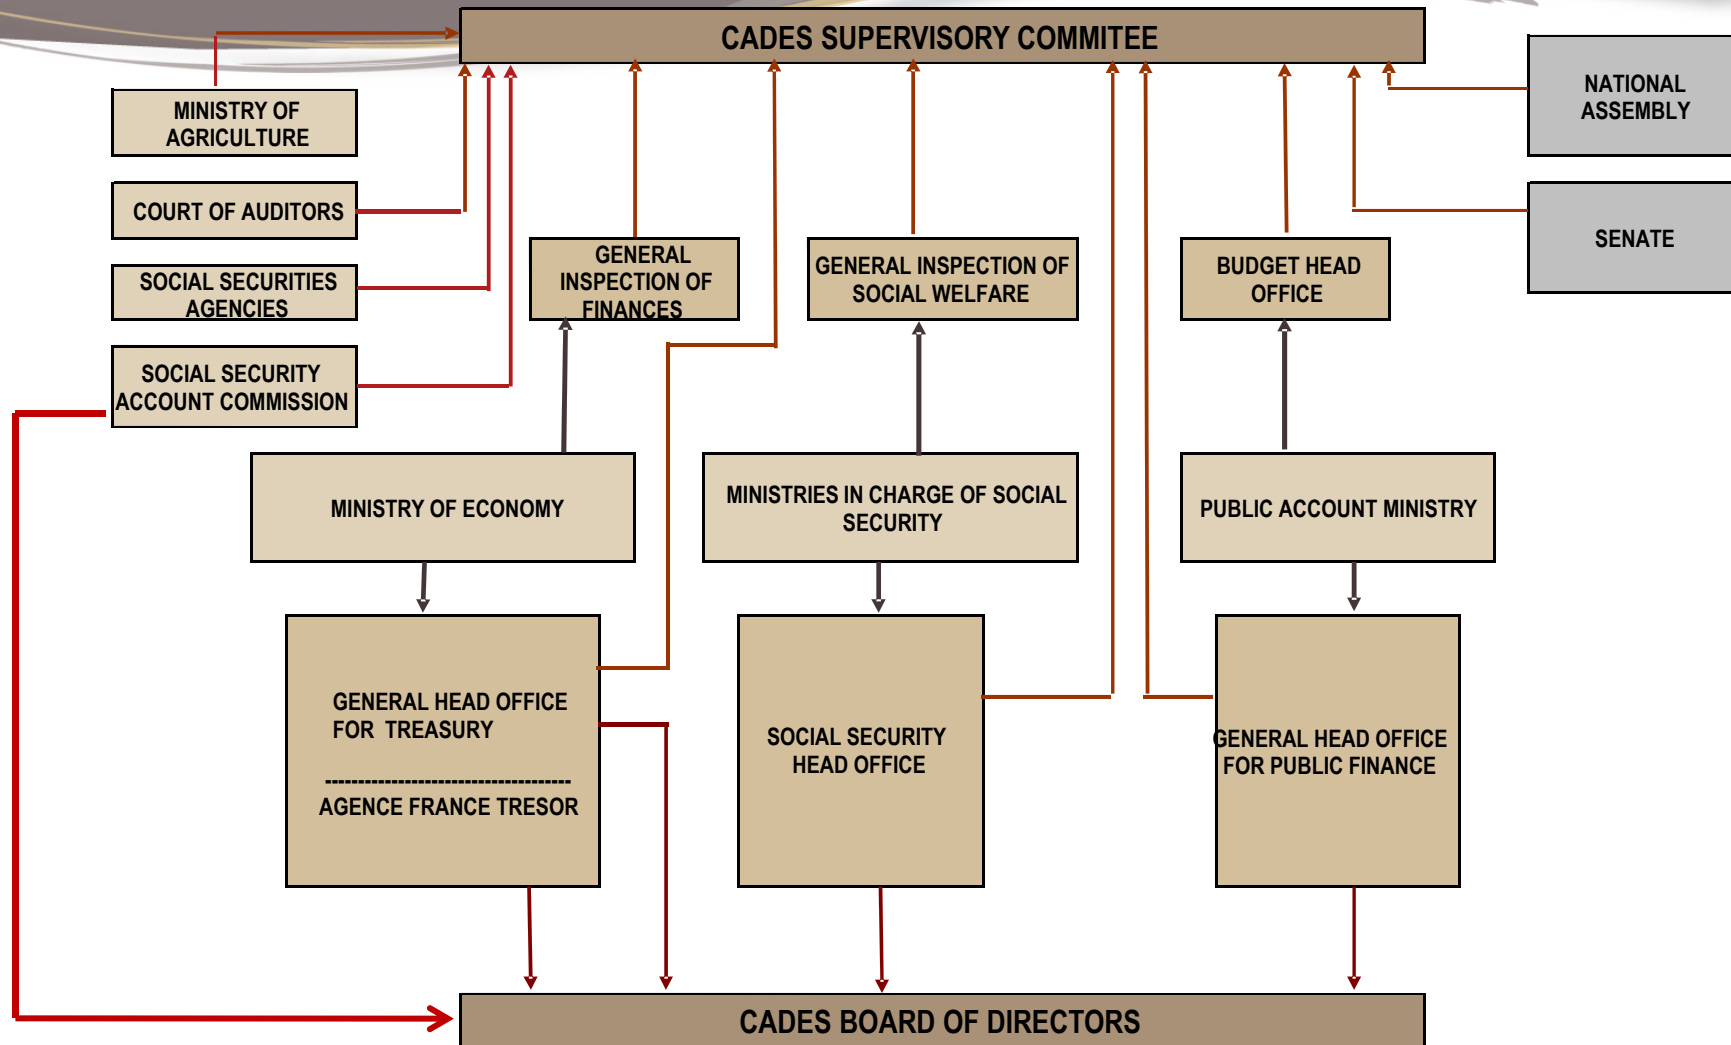 CADES SUPERVISORY COMMITEE
MINISTRY OF
AGRICULTURE
NATIONAL
ASSEMBLY
COURT OF AUDITORS
SENATE
SOCIAL SECURITIES
AGENCIES
GENERAL
INSPECTION OF
FINANCES
GENERAL INSPECTION OF
SOCIAL WELFARE
BUDGET HEAD
OFFICE
SOCIAL SECURITY
ACCOUNT COMMISSION
MINISTRY OF ECONOMY
MINISTRIES IN CHARGE OF SOCIAL
SECURITY
PUBLIC ACCOUNT MINISTRY
GENERAL HEAD OFFICE
FOR TREASURY
-------------------------------------
AGENCE FRANCE TRESOR
SOCIAL SECURITY
HEAD OFFICE
GENERAL HEAD OFFICE
FOR PUBLIC FINANCE
CADES BOARD OF DIRECTORS